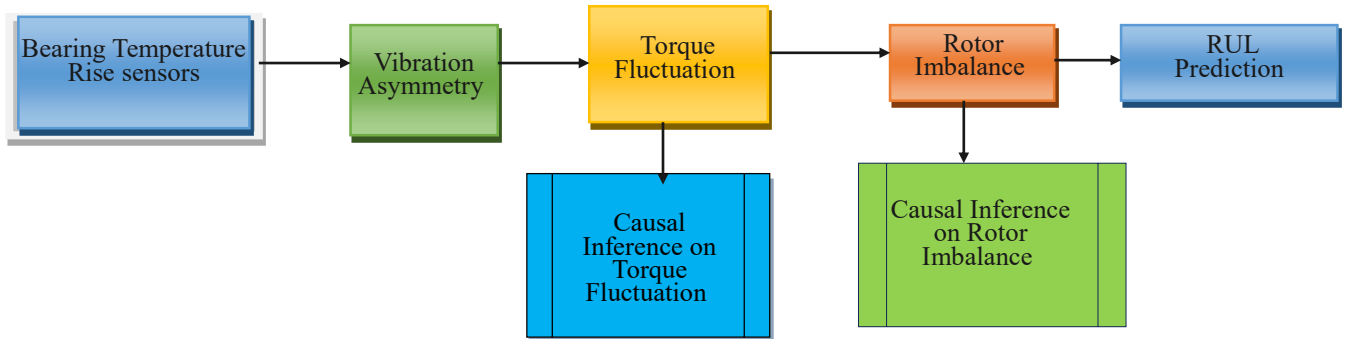 Bearing Temperature
Rise sensors
Vibration
Asymmetry
Torque
Fluctuation
Rotor
Imbalance
RUL
Prediction
Causal
Inference on
Torque
Fluctuation
Causal Inference
on Rotor
Imbalance